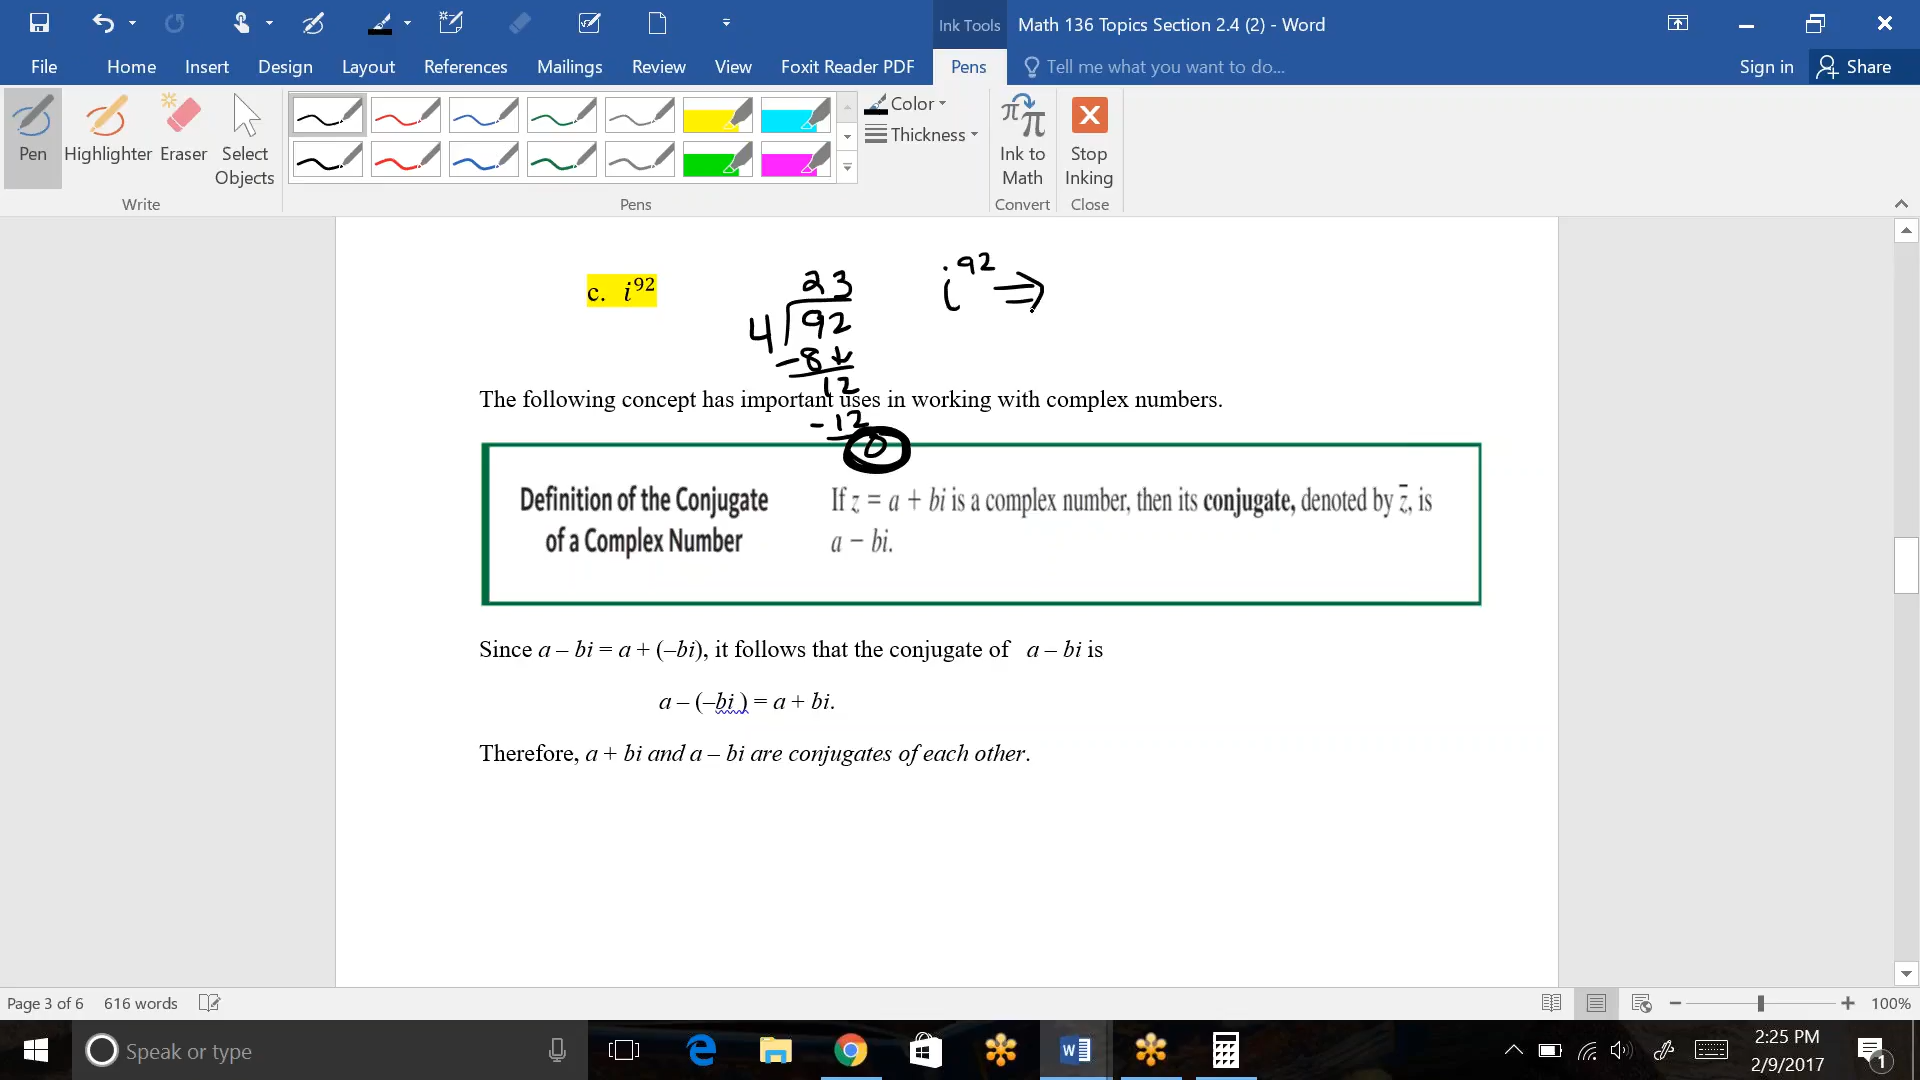 Ink Tools
Math 136 Topics Section 2.4 (2) - Word
File Home Insert Design Layout References Mailings Review View Foxit Reader PDF Pens Tell me what you want to do... Sign in Share
Pen Highlighter Eraser Select Objects
Color
Thickness
Ink to Math
Stop Inking
Write Pens Convert Close
c. i⁹²
23
4 92
-8
12
-12
0
i⁹² ⇒
The following concept has important uses in working with complex numbers.
Definition of the Conjugate of a Complex Number
If z = a + bi is a complex number, then its conjugate, denoted by z̄, is
a − bi.
Since a – bi = a + (–bi), it follows that the conjugate of a – bi is
a – (–bi ) = a + bi.
Therefore, a + bi and a – bi are conjugates of each other.
Page 3 of 6 616 words 100%
Speak or type
2:25 PM
2/9/2017
1